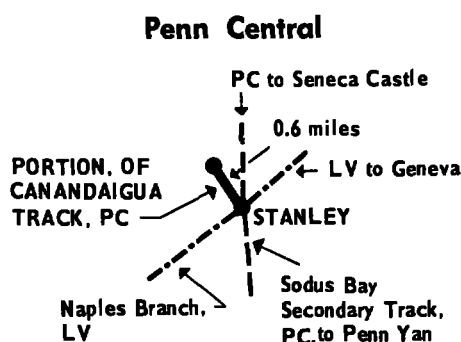 Penn Central
PC to Seneca Castle
0.6 miles
PORTION. OF
CANANDAIGUA
TRACK, PC
LV to Geneva
STANLEY
Naples Branch,
LV
Sodus Bay
Secondary Track,
PC, to Penn Yan